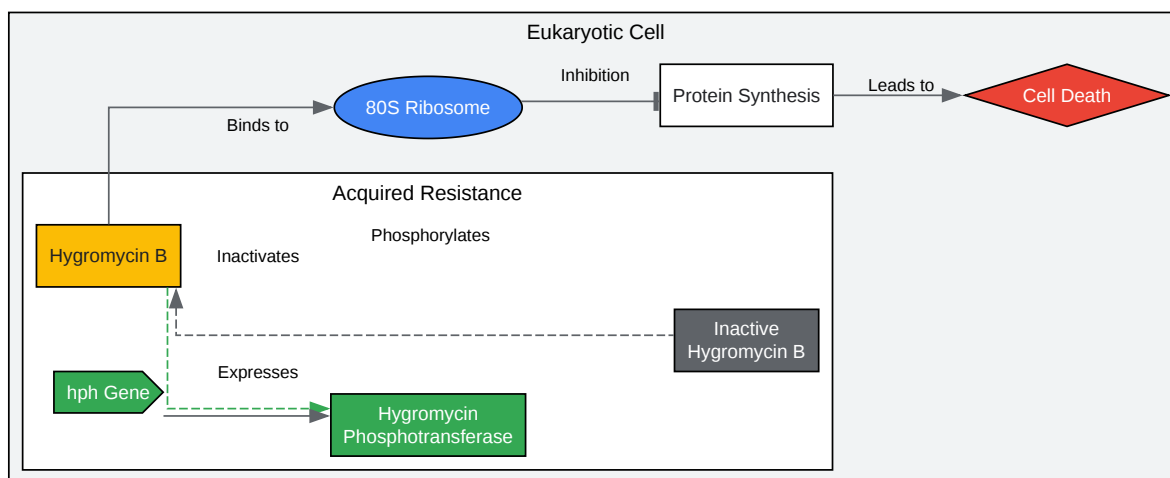 Eukaryotic Cell
Inhibition
Protein Synthesis
Leads to
Cell Death
80S Ribosome
Binds to
Acquired Resistance
Phosphorylates
Hygromycin B
Inactivates
Inactive
Hygromycin B
Expresses
hph Gene
Hygromycin
Phosphotransferase